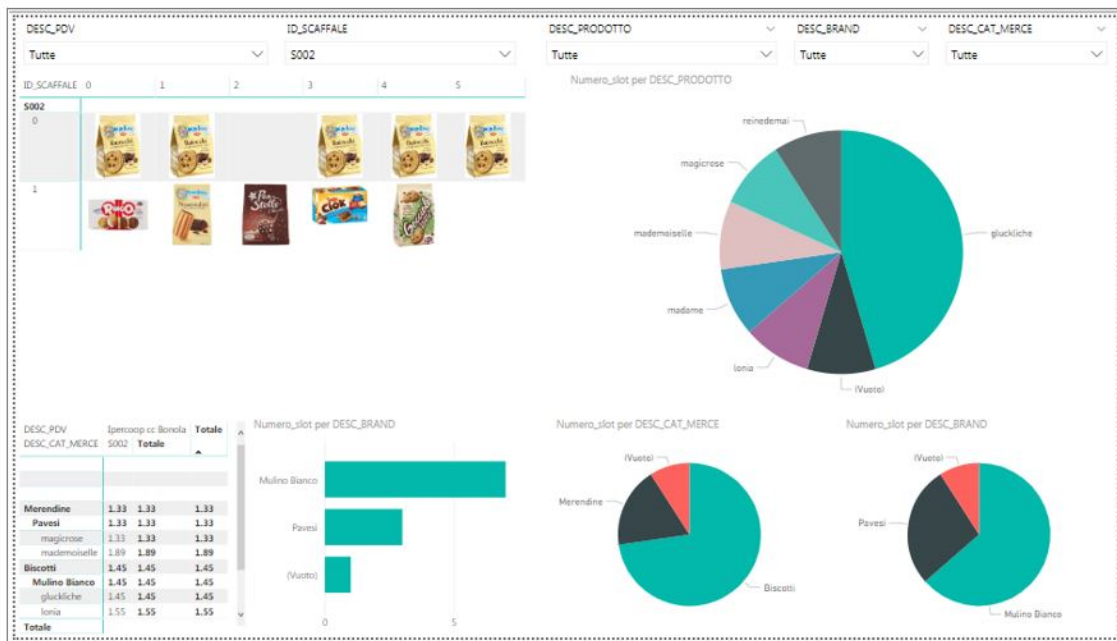 DESC_PDV ID_SCAFFALE DESC_PRODOTTO DESC_BRAND DESC_CAT_MERCE
Tutte S002 Tutte Tutte Tutte
ID_SCAFFALE 0 1 2 3 4 5
S002
0
1
Ringo
Pan di Stelle
Ciok
Numero_slot per DESC_PRODOTTO
reinedemai
magicrose
mademoiselle
madame
lonia
(Vuoto)
gluckliche
DESC_PDV Ipercoop cc Bonola Totale
DESC_CAT_MERCE S002 Totale
Merendine 1.33 1.33 1.33
Pavesi 1.33 1.33 1.33
magicrose 1.33 1.33 1.33
mademoiselle 1.89 1.89 1.89
Biscotti 1.45 1.45 1.45
Mulino Bianco 1.45 1.45 1.45
gluckliche 1.45 1.45 1.45
lonia 1.55 1.55 1.55
Totale
Numero_slot per DESC_BRAND
Mulino Bianco
Pavesi
(Vuoto)
0 5
Numero_slot per DESC_CAT_MERCE
(Vuoto)
Merendine
Biscotti
Numero_slot per DESC_BRAND
(Vuoto)
Pavesi
Mulino Bianco